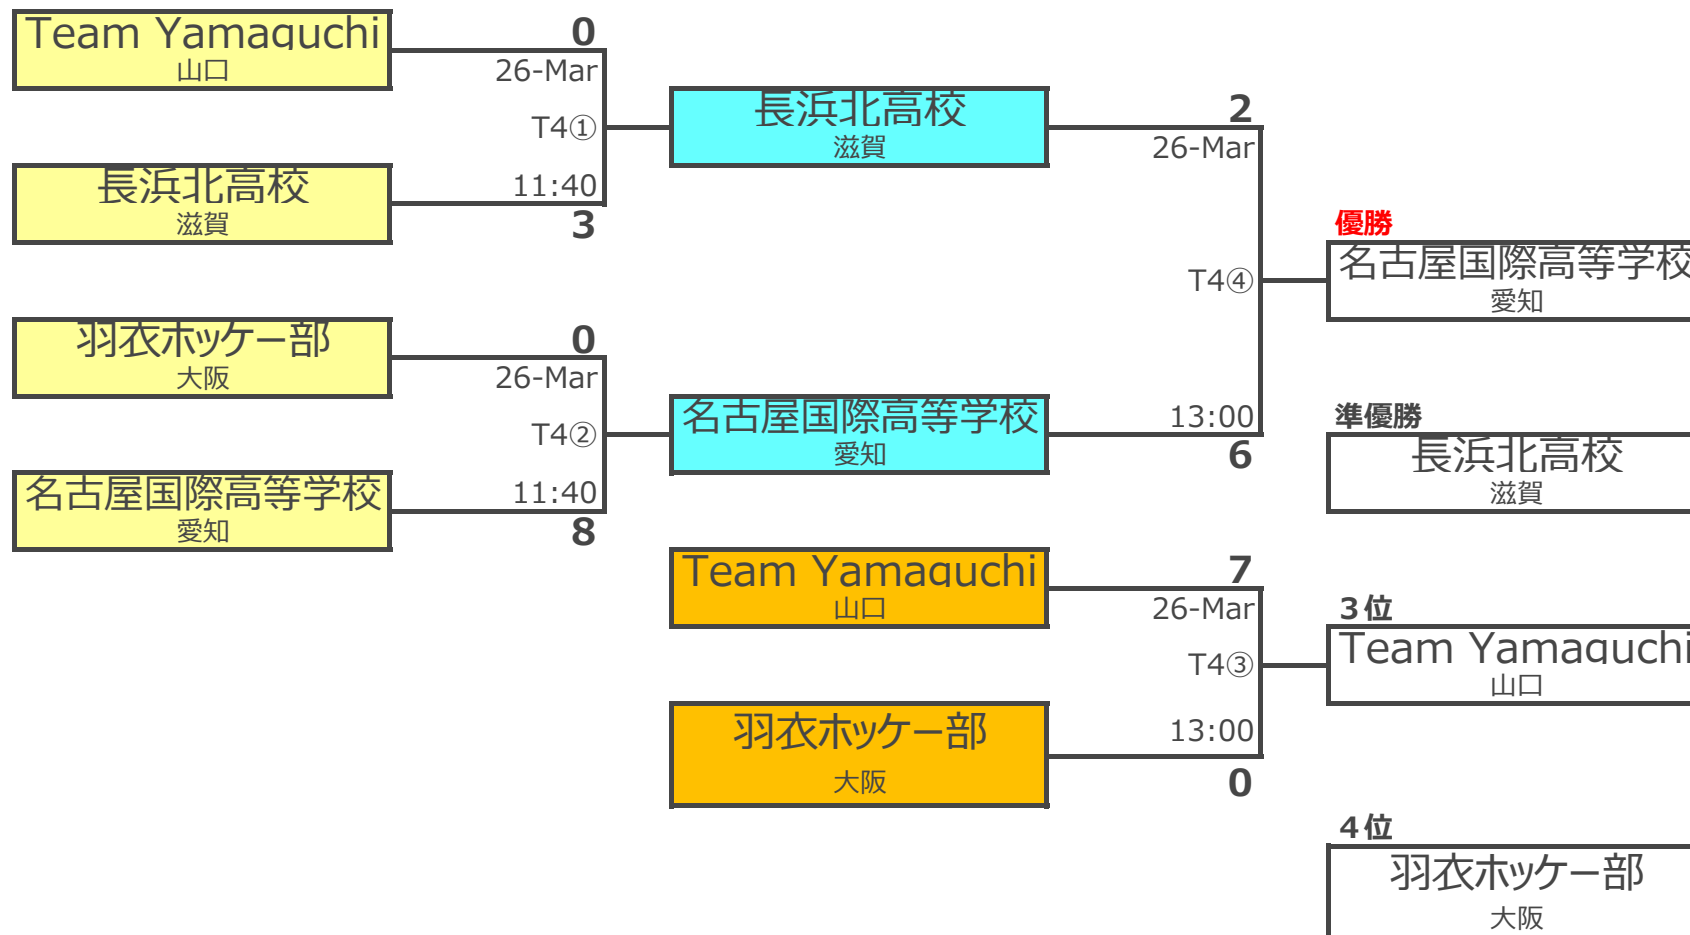 Team Yamaguchi
山口
0
26-Mar
T4①
11:40
3
長浜北高校
滋賀
羽衣ホッケー部
大阪
0
26-Mar
T4②
11:40
8
名古屋国際高等学校
愛知
長浜北高校
滋賀
2
26-Mar
T4④
13:00
6
名古屋国際高等学校
愛知
Team Yamaguchi
山口
7
26-Mar
T4③
13:00
0
羽衣ホッケー部
大阪
優勝
名古屋国際高等学校
愛知
準優勝
長浜北高校
滋賀
３位
Team Yamaguchi
山口
４位
羽衣ホッケー部
大阪